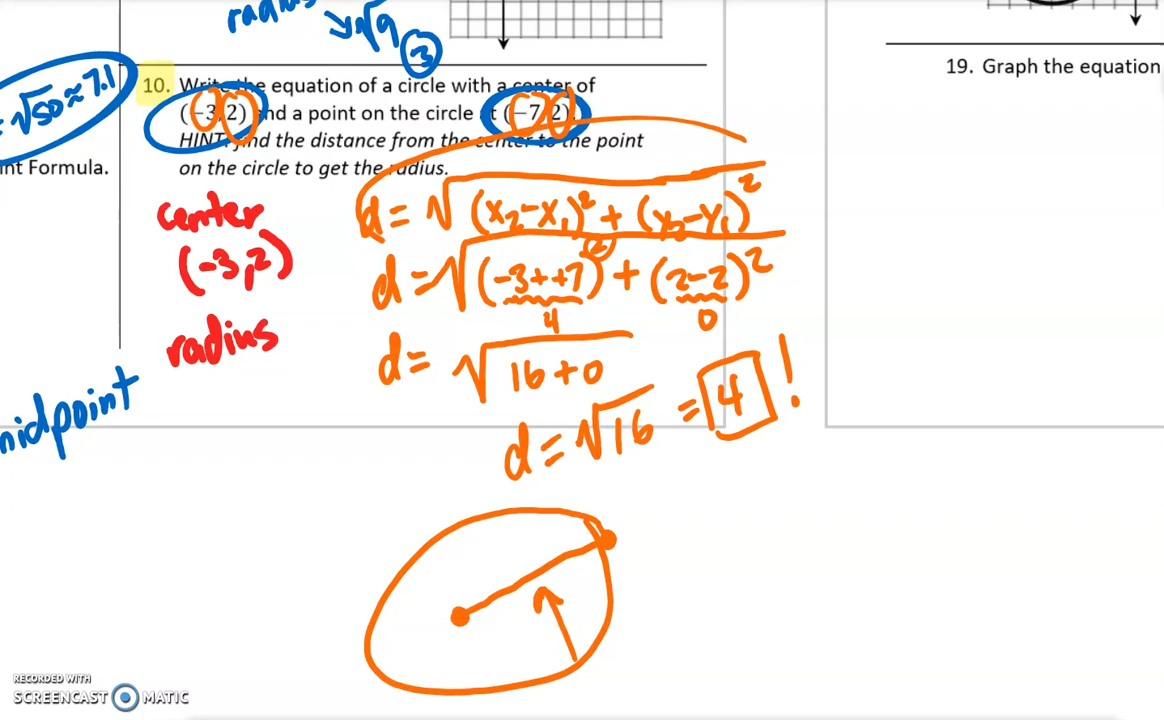 radius
√9
3
= √50 ≈ 7.1
10. Write the equation of a circle with a center of
(−3, 2) and a point on the circle at (−7, 2).
HINT: find the distance from the center to the point
on the circle to get the radius.
nt Formula.
19. Graph the equation
center
(-3,2)
radius
midpoint
d = √(x₂-x₁)² + (y₂-y₁)²
d = √(-3++7)² + (2-2)²
4 0
d = √16+0
d = √16 = 4!
RECORDED WITH
SCREENCAST MATIC